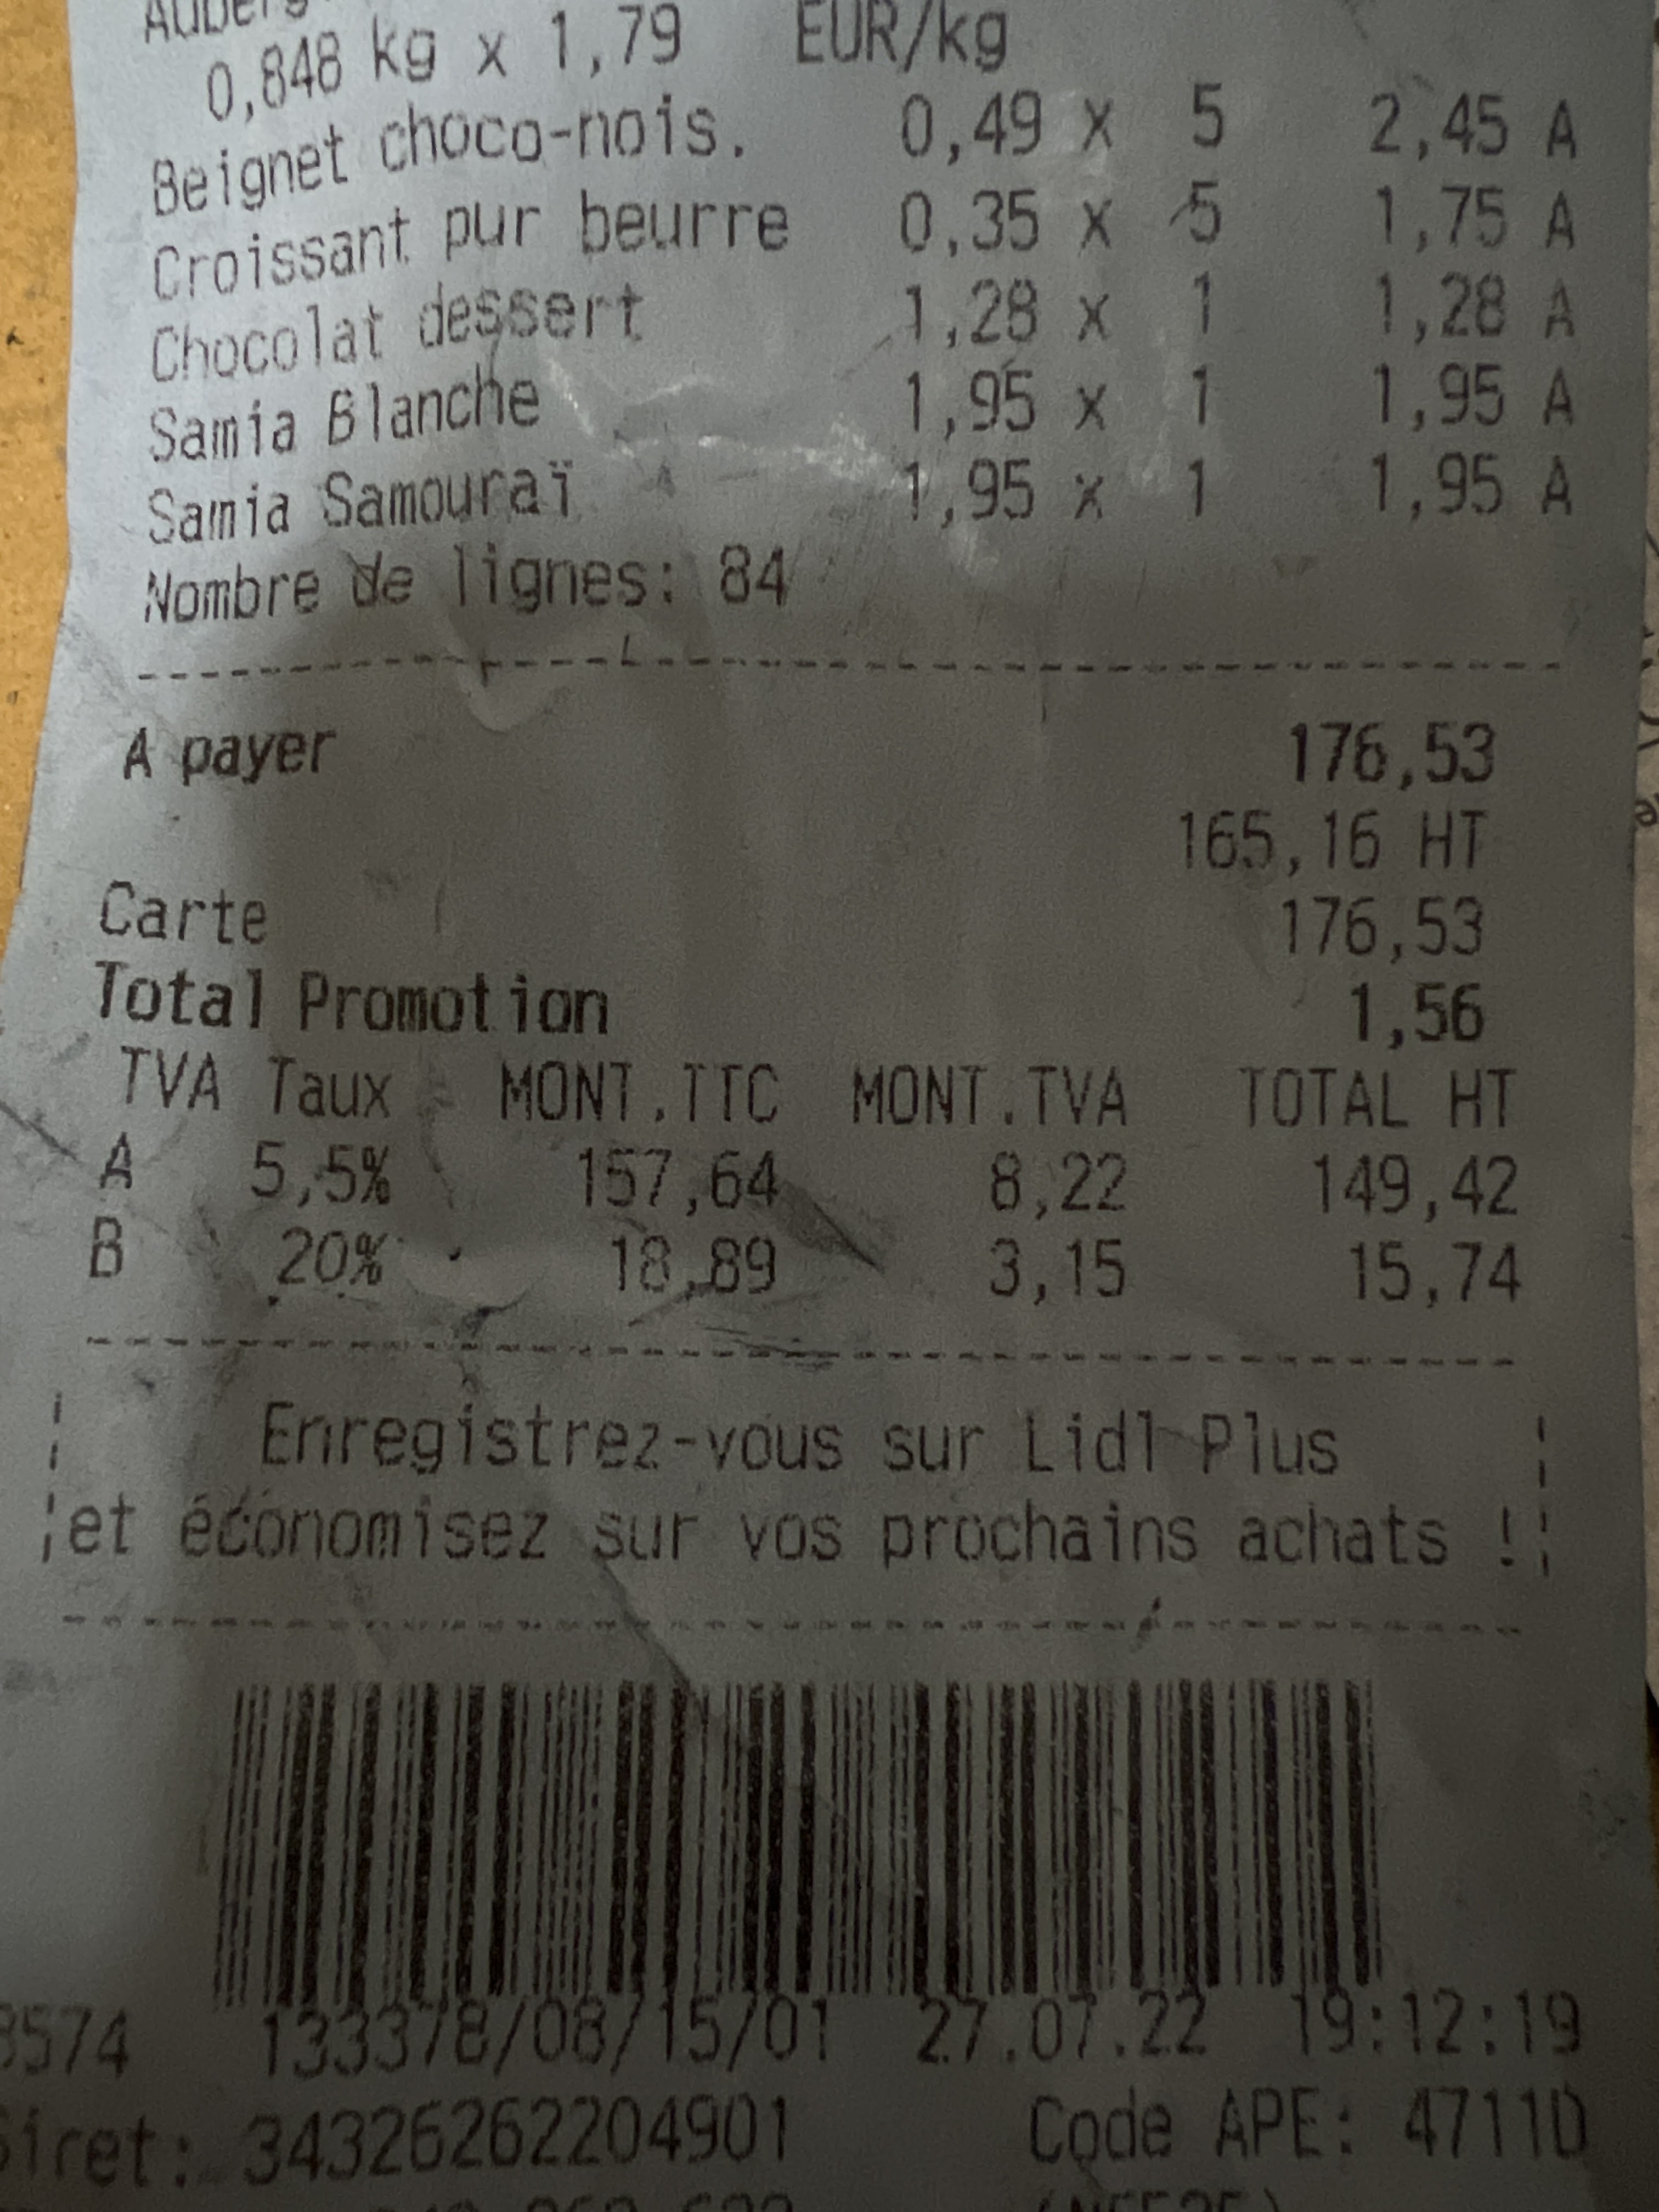 0,848 kg x 1,79 EUR/kg
Beignet choco-nois. 0,49 x 5 2,45 A
Croissant pur beurre 0,35 x 5 1,75 A
Chocolat dessert 1,28 x 1 1,28 A
Samia Blanche 1,95 x 1 1,95 A
Samia Samouraï 1,95 x 1 1,95 A
Nombre de lignes: 84
A payer 176,53
165,16 HT
Carte 176,53
Total Promotion 1,56
TVA Taux MONT.TTC MONT.TVA TOTAL HT
A 5,5% 157,64 8,22 149,42
B 20% 18,89 3,15 15,74
Enregistrez-vous sur Lidl Plus
et économisez sur vos prochains achats !
3574 133378/08/15/01 27.07.22 19:12:19
Siret: 34326262204901 Code APE: 4711D